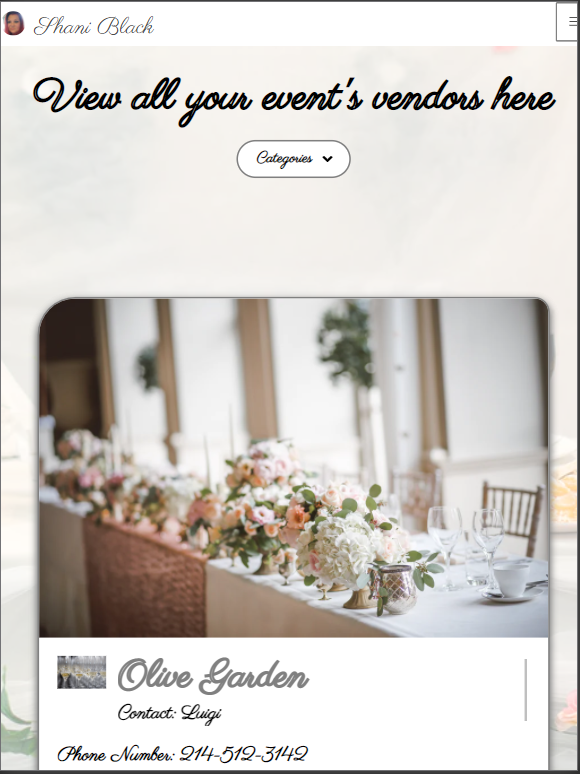 Shani Black
View all your event's vendors here
Categories
Olive Garden
Contact: Luigi
Phone Number: 214-512-3142